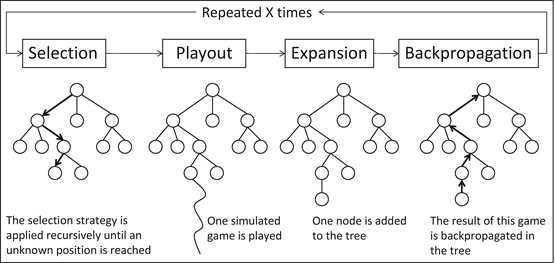 Repeated X times
Selection
Playout
Expansion
Backpropagation
The selection strategy is
applied recursively until an
unknown position is reached
One simulated
game is played
One node is added
to the tree
The result of this game
is backpropagated in
the tree